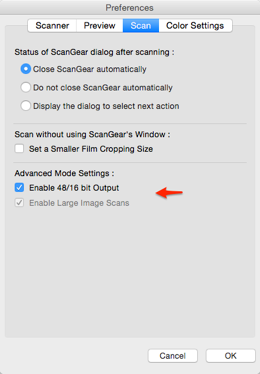 Preferences
Scanner Preview Scan Color Settings
Status of ScanGear dialog after scanning :
Close ScanGear automatically
Do not close ScanGear automatically
Display the dialog to select next action
Scan without using ScanGear's Window :
Set a Smaller Film Cropping Size
Advanced Mode Settings :
Enable 48/16 bit Output
Enable Large Image Scans
Cancel OK